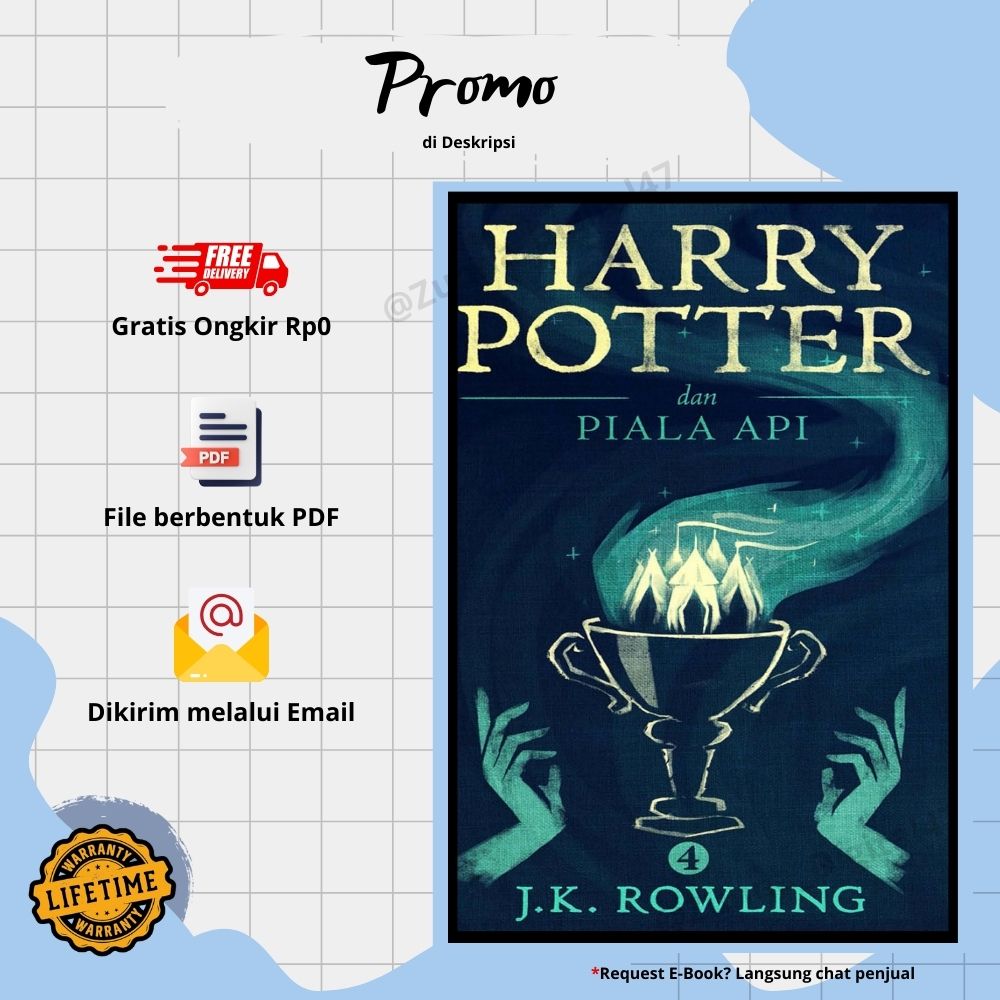 Promo
di Deskripsi
FREE
DELIVERY
Gratis Ongkir Rp0
PDF
File berbentuk PDF
@
Dikirim melalui Email
WARRANTY
LIFETIME
WARRANTY
HARRY
POTTER
dan
PIALA API
4
J.K. ROWLING
*Request E-Book? Langsung chat penjual